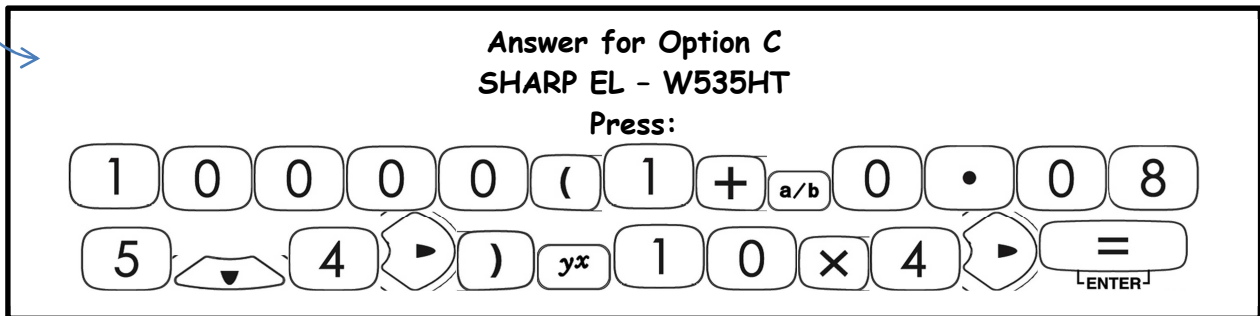 Answer for Option C
SHARP EL – W535HT
Press:
1 0 0 0 0 ( 1 + a/b 0 • 0 8
5 ▼ 4 ► ) yˣ 1 0 × 4 ► =
ENTER